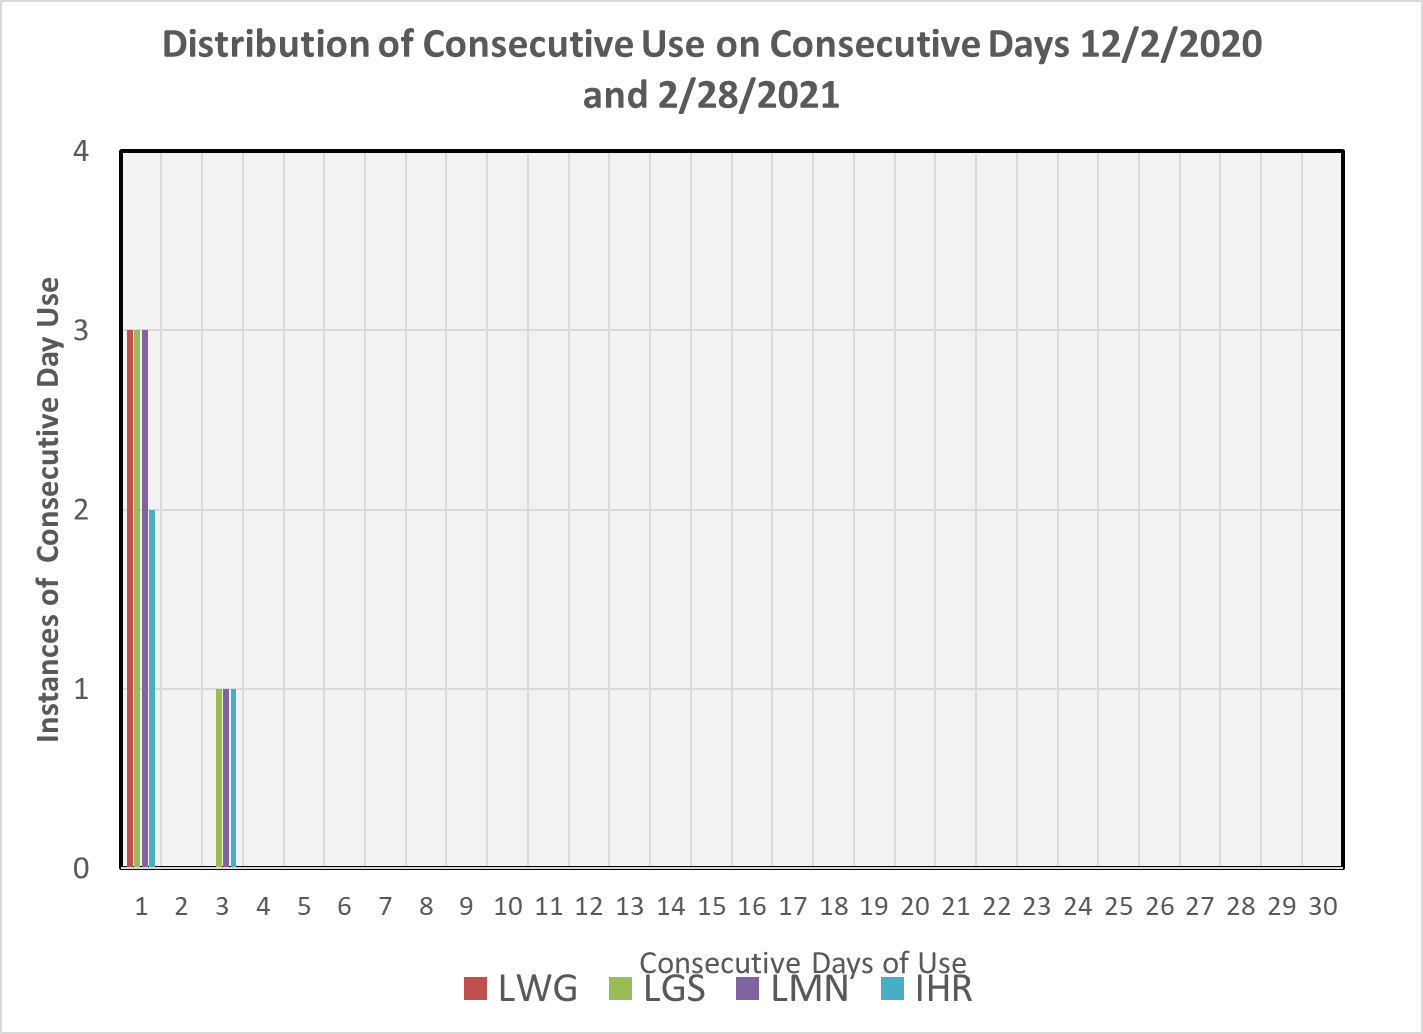 Distribution of Consecutive Use on Consecutive Days 12/2/2020
and 2/28/2021
Instances of Consecutive Day Use
4
3
2
1
0
1 2 3 4 5 6 7 8 9 10 11 12 13 14 15 16 17 18 19 20 21 22 23 24 25 26 27 28 29 30
Consecutive Days of Use
LWG LGS LMN IHR